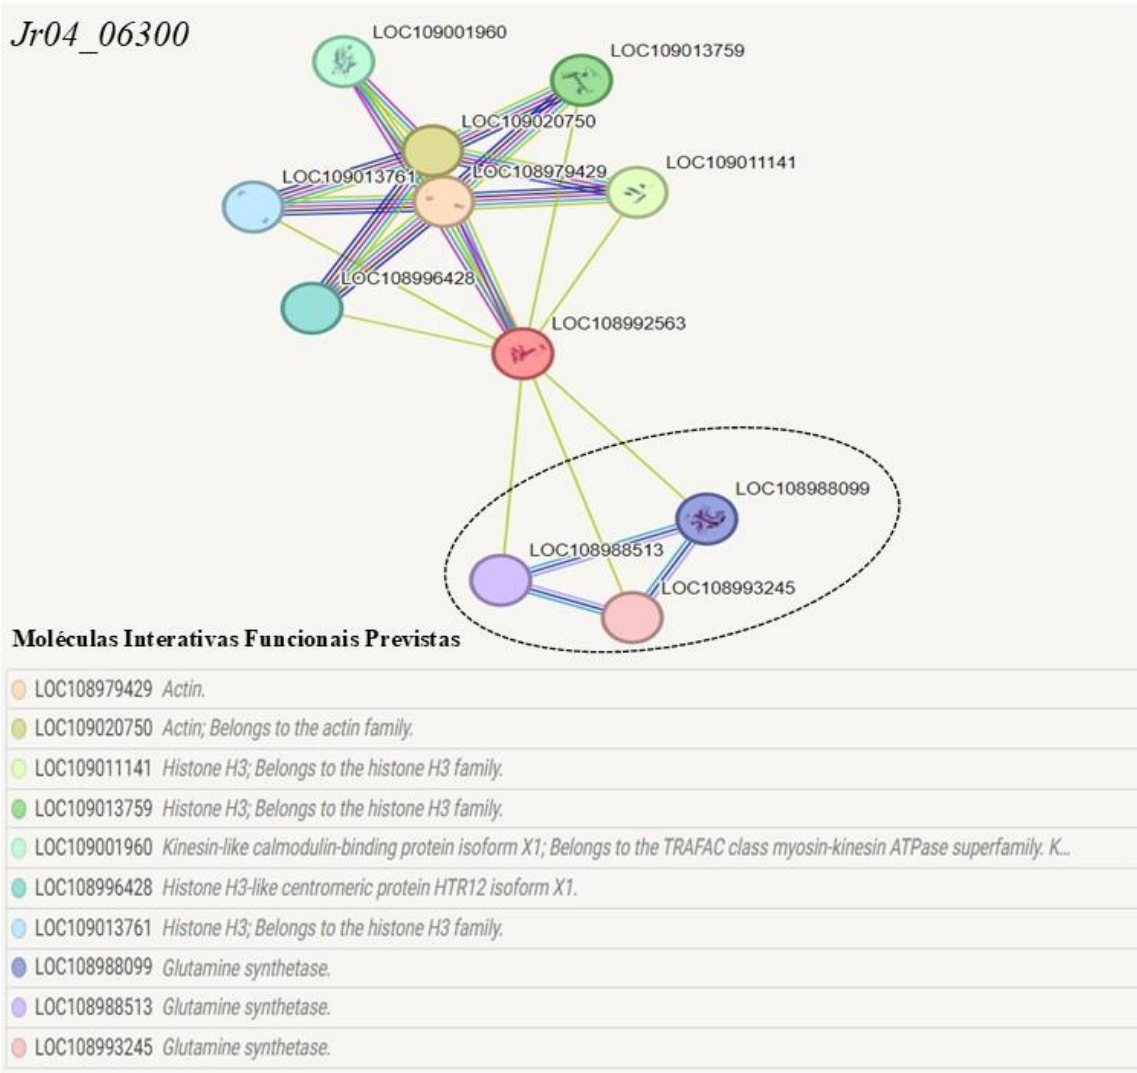 Jr04_06300
LOC109001960
LOC109013759
LOC109020750
LOC109011141
LOC109013761
LOC108979429
LOC108996428
LOC108992563
LOC108988099
LOC108988513
LOC108993245
Moléculas Interativas Funcionais Previstas
LOC108979429 Actin.
LOC109020750 Actin; Belongs to the actin family.
LOC109011141 Histone H3; Belongs to the histone H3 family.
LOC109013759 Histone H3; Belongs to the histone H3 family.
LOC109001960 Kinesin-like calmodulin-binding protein isoform X1; Belongs to the TRAFAC class myosin-kinesin ATPase superfamily. K...
LOC108996428 Histone H3-like centromeric protein HTR12 isoform X1.
LOC109013761 Histone H3; Belongs to the histone H3 family.
LOC108988099 Glutamine synthetase.
LOC108988513 Glutamine synthetase.
LOC108993245 Glutamine synthetase.